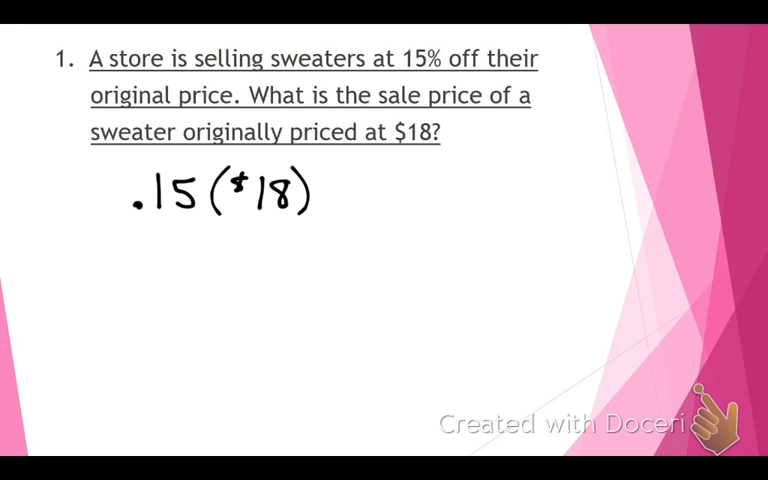 1. A store is selling sweaters at 15% off their
original price. What is the sale price of a
sweater originally priced at $18?
.15($18)
Created with Doceri